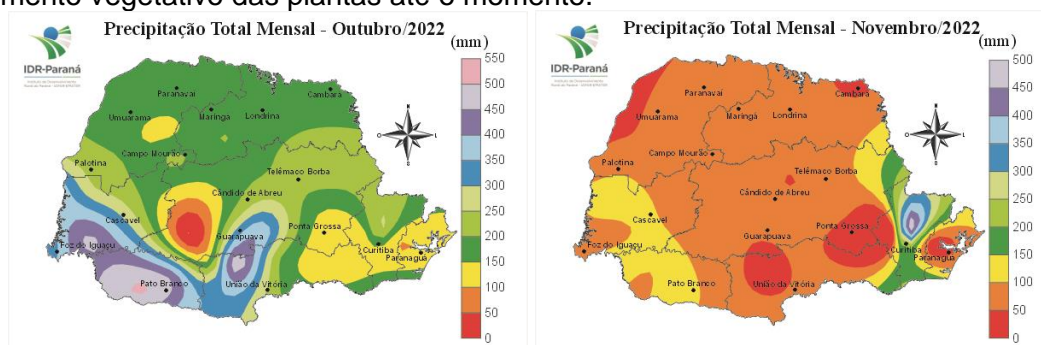 mento vegetativo das plantas até o momento.
Precipitação Total Mensal - Outubro/2022
(mm)
IDR-Paraná
550
500
450
400
350
300
250
200
150
100
50
0
Paranavaí
Cambará
Umuarama
Maringá
Londrina
Campo Mourão
Palotina
Telêmaco Borba
Cândido de Abreu
Cascavel
Guarapuava
Ponta Grossa
Foz do Iguaçu
Curitiba
Paranaguá
Pato Branco
União da Vitória
Precipitação Total Mensal - Novembro/2022
(mm)
IDR-Paraná
500
450
400
350
300
250
200
150
100
50
0
Paranavaí
Cambará
Umuarama
Maringá
Londrina
Campo Mourão
Palotina
Telêmaco Borba
Cândido de Abreu
Cascavel
Guarapuava
Ponta Grossa
Foz do Iguaçu
Curitiba
Paranaguá
Pato Branco
União da Vitória